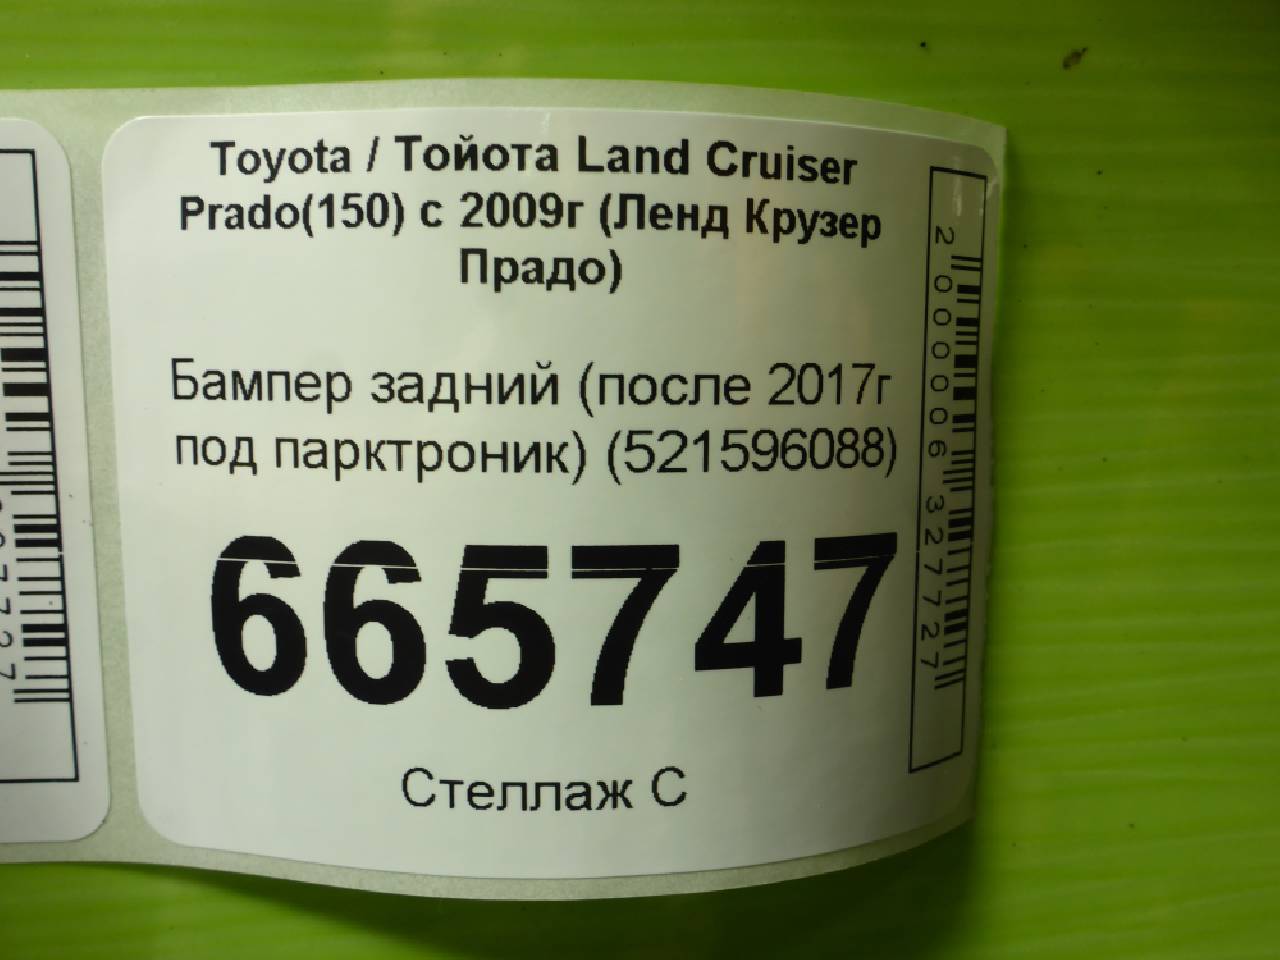 Toyota / Тойота Land Cruiser
Prado(150) с 2009г (Ленд Крузер
Прадо)
Бампер задний (после 2017г
под парктроник) (521596088)
665747
Стеллаж С
2000006327727